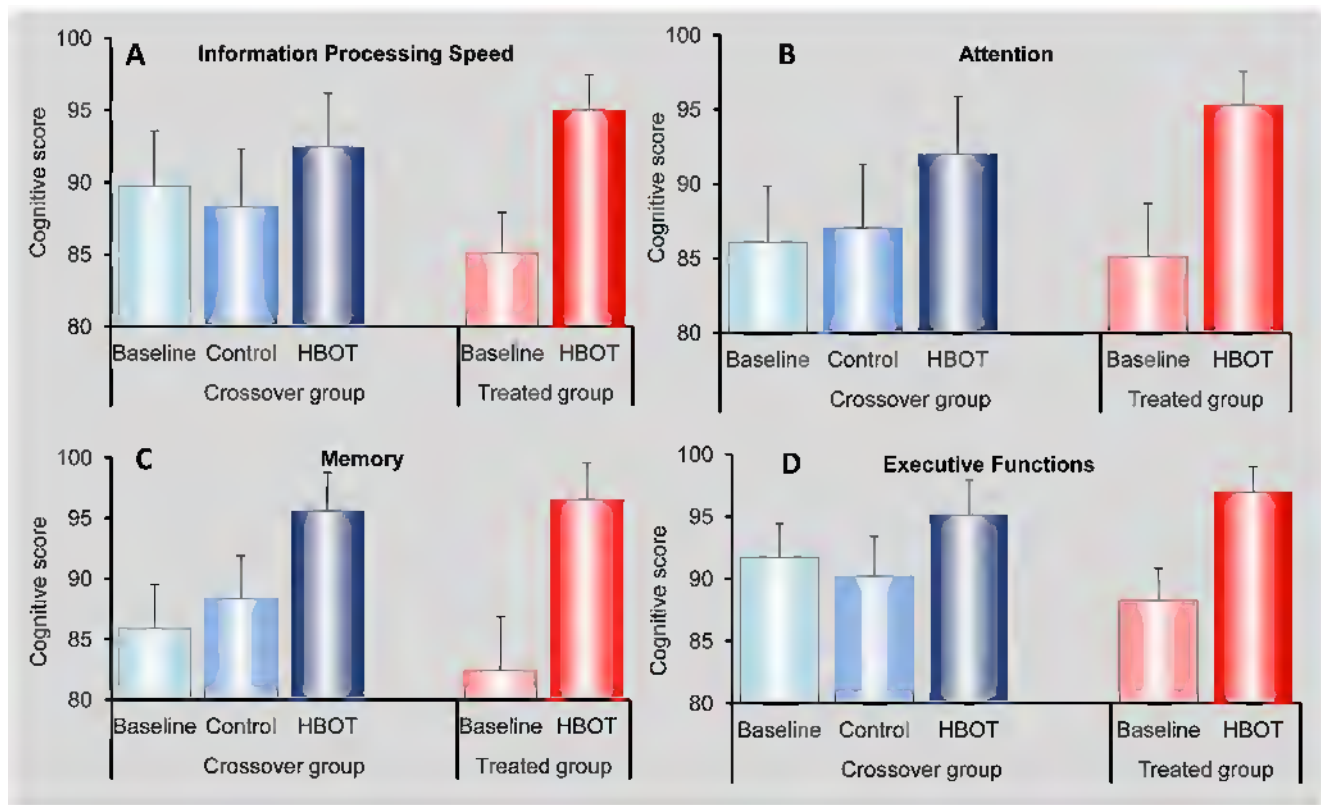 A Information Processing Speed
Cognitive score
100
95
90
85
80
Baseline Control HBOT Baseline HBOT
Crossover group Treated group
B Attention
Cognitive score
100
95
90
85
80
Baseline Control HBOT Baseline HBOT
Crossover group Treated group
C Memory
Cognitive score
100
95
90
85
80
Baseline Control HBOT Baseline HBOT
Crossover group Treated group
D Executive Functions
Cognitive score
100
95
90
85
80
Baseline Control HBOT Baseline HBOT
Crossover group Treated group